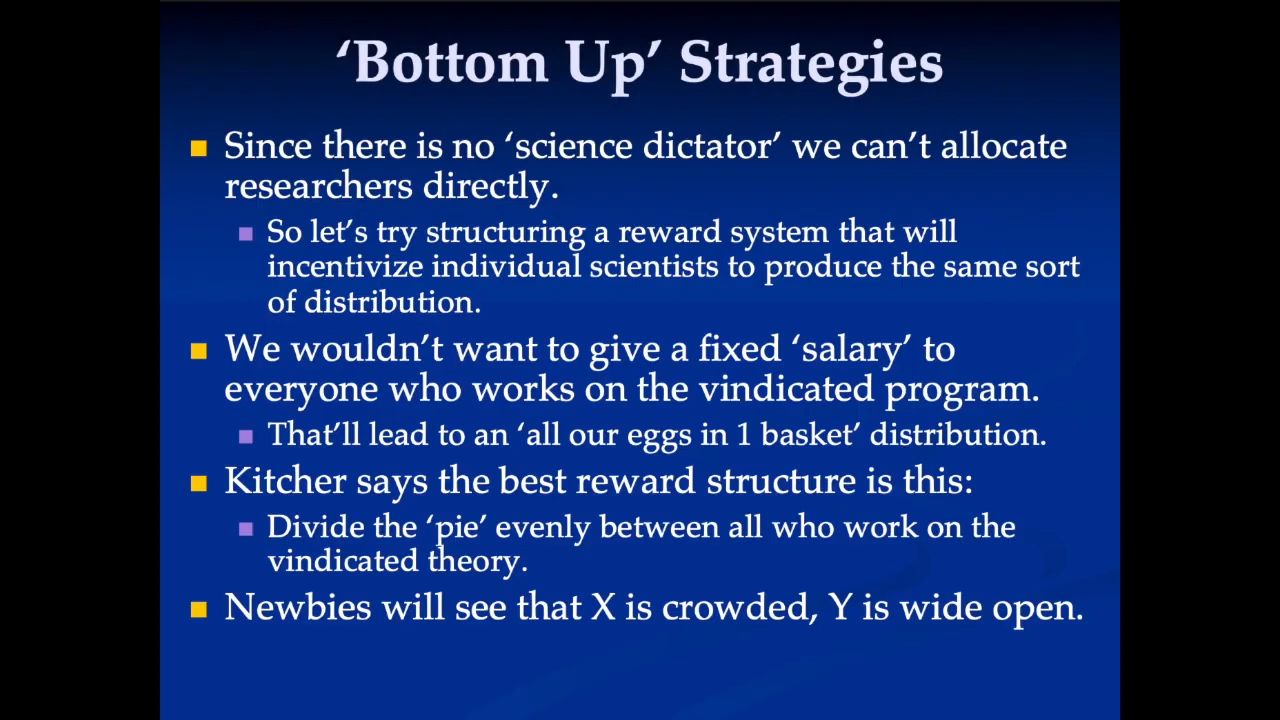 ‘Bottom Up’ Strategies
Since there is no ‘science dictator’ we can’t allocate
researchers directly.
So let’s try structuring a reward system that will
incentivize individual scientists to produce the same sort
of distribution.
We wouldn’t want to give a fixed ‘salary’ to
everyone who works on the vindicated program.
That’ll lead to an ‘all our eggs in 1 basket’ distribution.
Kitcher says the best reward structure is this:
Divide the ‘pie’ evenly between all who work on the
vindicated theory.
Newbies will see that X is crowded, Y is wide open.